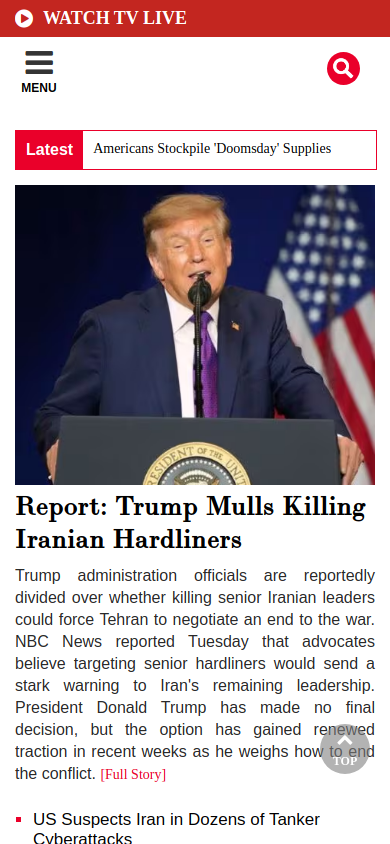 WATCH TV LIVE
MENU
Latest
Americans Stockpile 'Doomsday' Supplies
PRESIDENT OF THE UNITED
Report: Trump Mulls Killing
Iranian Hardliners
Trump administration officials are reportedly
divided over whether killing senior Iranian leaders
could force Tehran to negotiate an end to the war.
NBC News reported Tuesday that advocates
believe targeting senior hardliners would send a
stark warning to Iran's remaining leadership.
President Donald Trump has made no final
decision, but the option has gained renewed
traction in recent weeks as he weighs how to end
the conflict. [Full Story]
TOP
US Suspects Iran in Dozens of Tanker
Cyberattacks